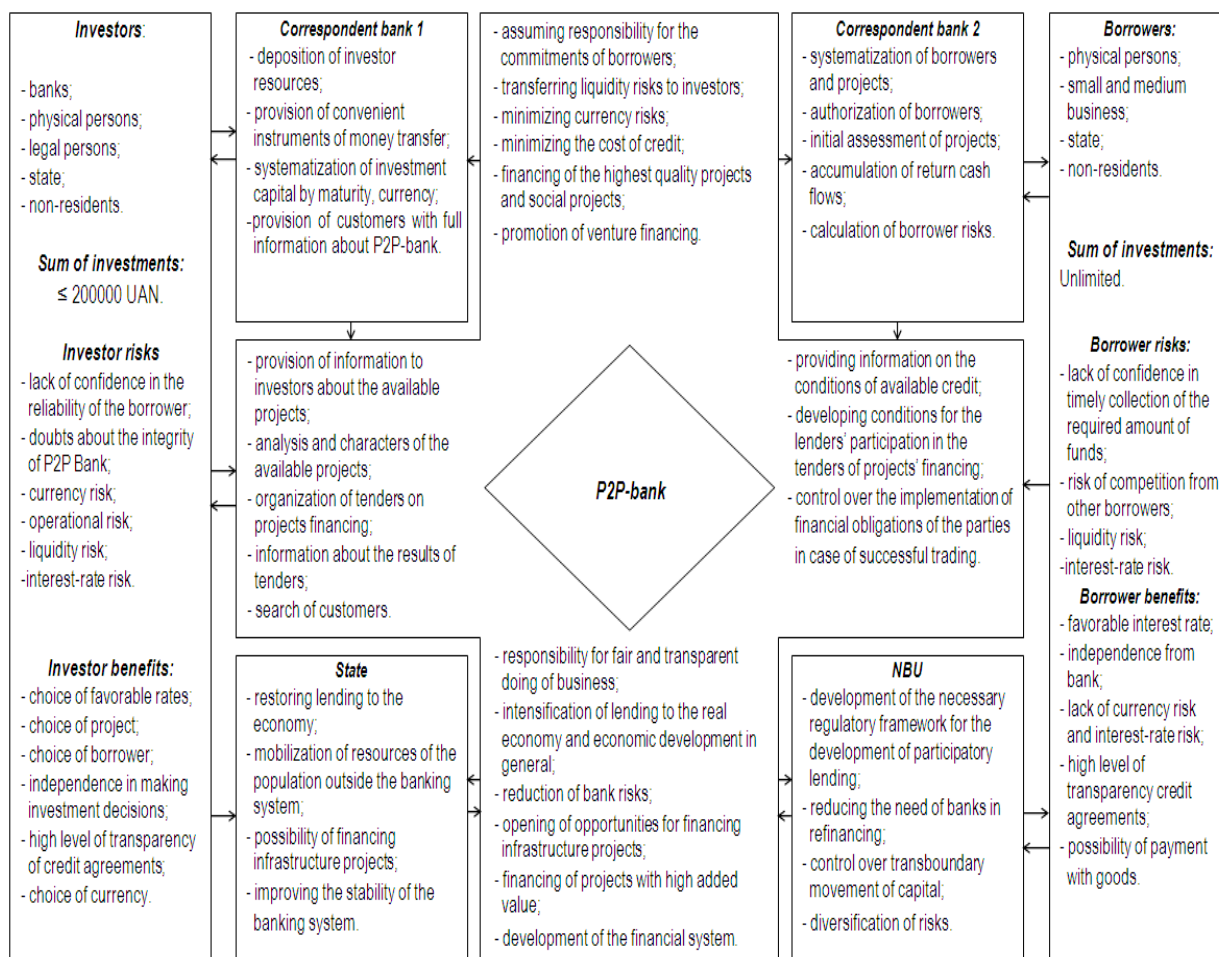 Investors:
- banks;
- physical persons;
- legal persons;
- state;
- non-residents.
Sum of investments:
≤ 200000 UAN.
Investor risks
- lack of confidence in the
reliability of the borrower;
- doubts about the integrity
of P2P Bank;
- currency risk;
- operational risk;
- liquidity risk;
-interest-rate risk.
Investor benefits:
- choice of favorable rates;
- choice of project;
- choice of borrower;
- independence in making
investment decisions;
- high level of transparency
of credit agreements;
- choice of currency.
Correspondent bank 1
- deposition of investor
resources;
- provision of convenient
instruments of money transfer;
- systematization of investment
capital by maturity, currency;
-provision of customers with full
information about P2P-bank.
- assuming responsibility for the
commitments of borrowers;
- transferring liquidity risks to investors;
- minimizing currency risks;
- minimizing the cost of credit;
- financing of the highest quality projects
and social projects;
- promotion of venture financing.
Correspondent bank 2
- systematization of borrowers
and projects;
- authorization of borrowers;
- initial assessment of projects;
- accumulation of return cash
flows;
- calculation of borrower risks.
- provision of information to
investors about the available
projects;
- analysis and characters of the
available projects;
- organization of tenders on
projects financing;
- information about the results of
tenders;
- search of customers.
P2P-bank
- providing information on the
conditions of available credit;
- developing conditions for the
lenders' participation in the
tenders of projects' financing;
- control over the implementation of
financial obligations of the parties
in case of successful trading.
State
- restoring lending to the
economy;
- mobilization of resources of the
population outside the banking
system;
- possibility of financing
infrastructure projects;
- improving the stability of the
banking system.
- responsibility for fair and transparent
doing of business;
- intensification of lending to the real
economy and economic development in
general;
- reduction of bank risks;
- opening of opportunities for financing
infrastructure projects;
- financing of projects with high added
value;
- development of the financial system.
NBU
- development of the necessary
regulatory framework for the
development of participatory
lending;
- reducing the need of banks in
refinancing;
- control over transboundary
movement of capital;
- diversification of risks.
Borrowers:
- physical persons;
- small and medium
business;
- state;
- non-residents.
Sum of investments:
Unlimited.
Borrower risks:
- lack of confidence in
timely collection of the
required amount of
funds;
- risk of competition from
other borrowers;
- liquidity risk;
-interest-rate risk.
Borrower benefits:
- favorable interest rate;
- independence from
bank;
- lack of currency risk
and interest-rate risk;
- high level of
transparency credit
agreements;
- possibility of payment
with goods.